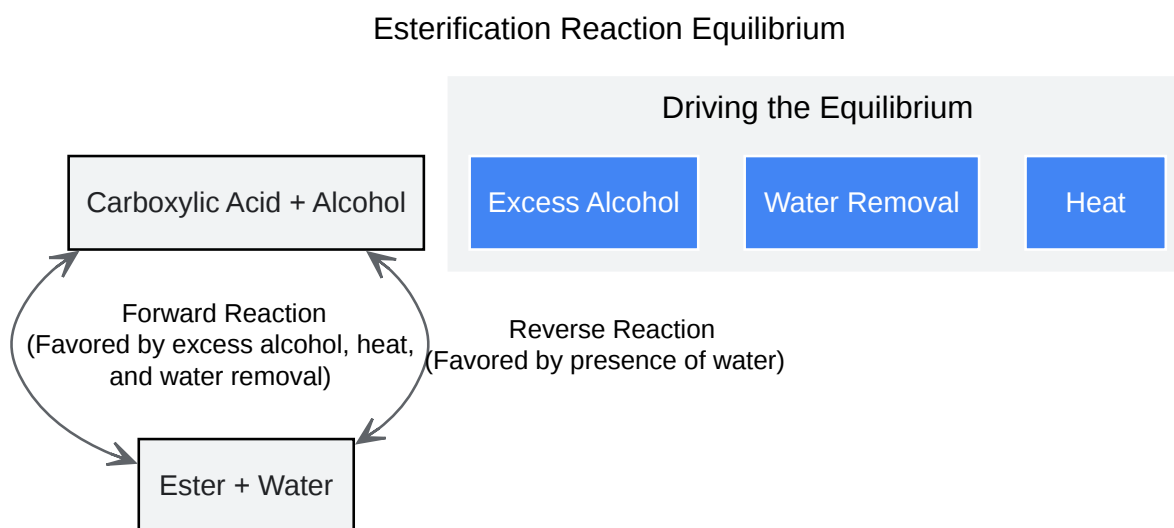 Esterification Reaction Equilibrium
Driving the Equilibrium
Carboxylic Acid + Alcohol
Excess Alcohol
Water Removal
Heat
Forward Reaction
(Favored by excess alcohol, heat,
and water removal)
Reverse Reaction
(Favored by presence of water)
Ester + Water